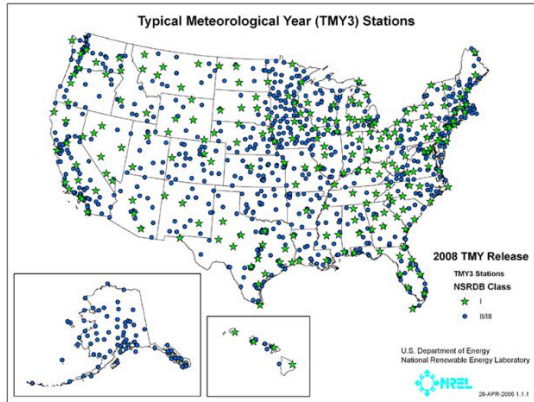 Typical Meteorological Year (TMY3) Stations
2008 TMY Release
TMY3 Stations
NSRDB Class
I
II/III
U.S. Department of Energy
National Renewable Energy Laboratory
NREL
28-APR-2006 1.1.1